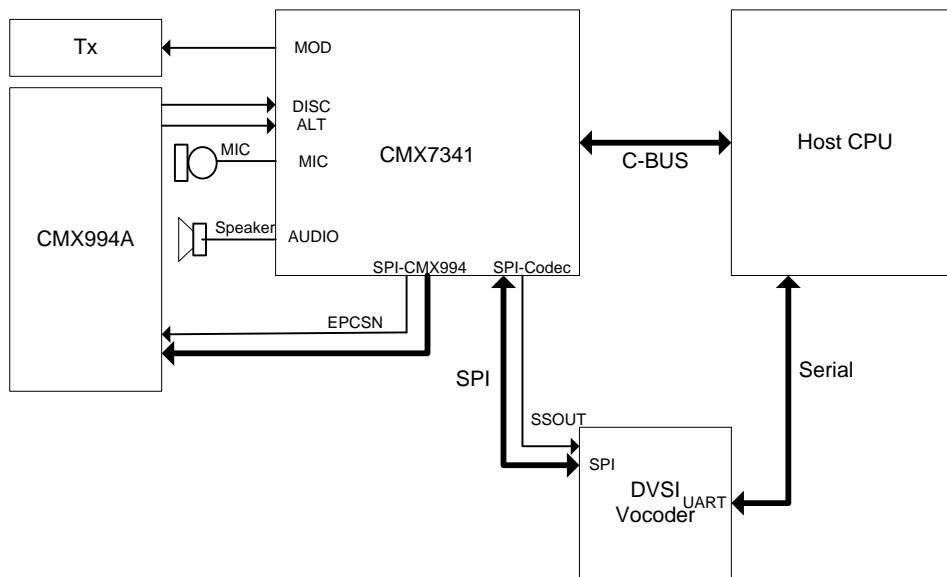 Tx
MOD
DISC
ALT
MIC
MIC
CMX7341
C-BUS
Host CPU
CMX994A
Speaker
AUDIO
SPI-CMX994
SPI-Codec
EPCSN
SPI
Serial
SSOUT
SPI
DVSI
Vocoder
UART